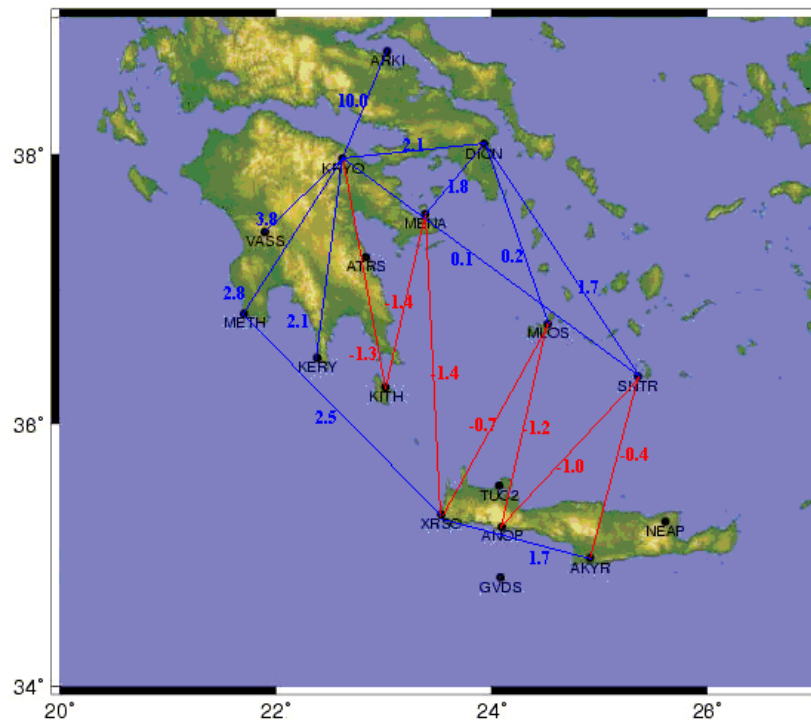 ARKI
10.0
2.1
38°
KRYO
DION
1.8
3.8
MENA
VASS
0.1
0.2
ATRS
2.8
-1.4
1.7
METH
2.1
MLOS
-1.3
KERY
-1.4
SNTR
KITH
36°
2.5
-0.7
-1.2
-1.0
-0.4
TUC2
XRSO
ANOP
NEAP
1.7
AKYR
GVDS
34°
20°
22°
24°
26°